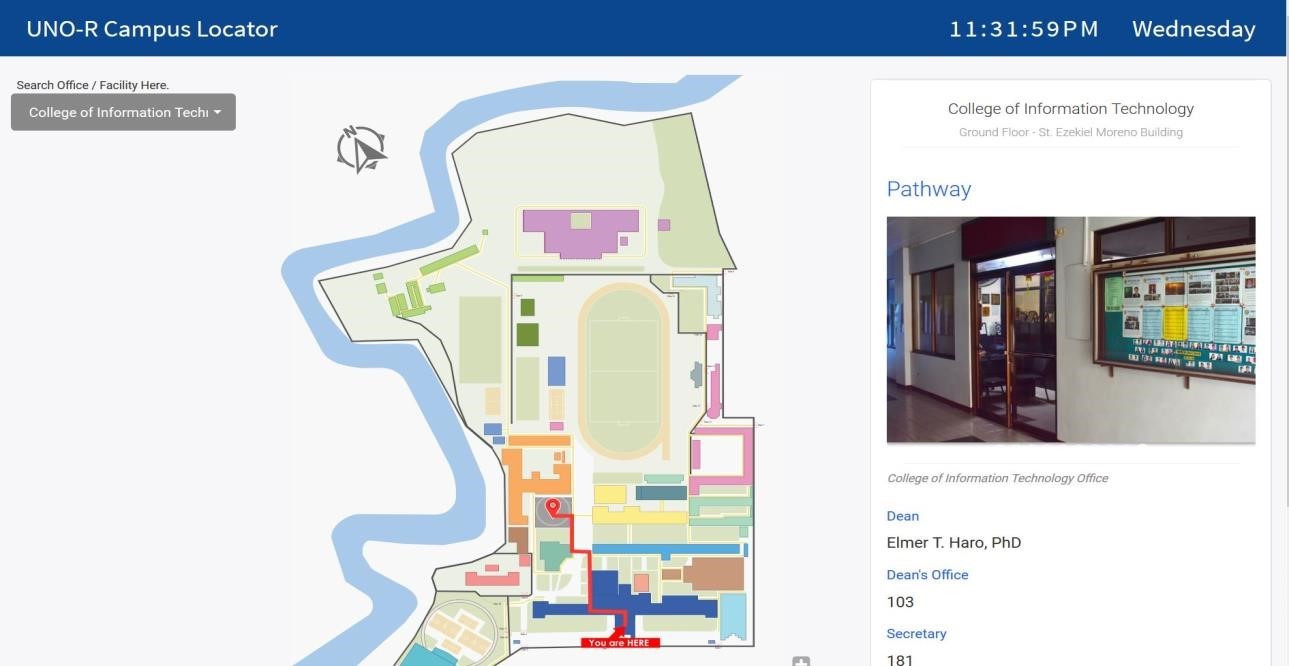 UNO-R Campus Locator
11:31:59PM Wednesday
Search Office / Facility Here.
College of Information Techi
N
You are HERE
College of Information Technology
Ground Floor - St. Ezekiel Moreno Building
Pathway
College of Information Technology Office
Dean
Elmer T. Haro, PhD
Dean's Office
103
Secretary
181